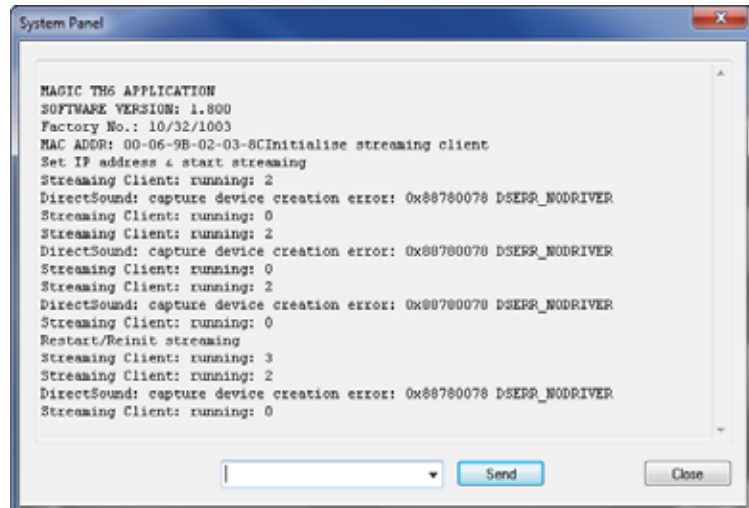 System Panel
MAGIC TH6 APPLICATION
SOFTWARE VERSION: 1.800
Factory No.: 10/32/1003
MAC ADDR: 00-06-9B-02-03-8CInitialise streaming client
Set IP address & start streaming
Streaming Client: running: 2
DirectSound: capture device creation error: 0x88780078 DSERR_NODRIVER
Streaming Client: running: 0
Streaming Client: running: 2
DirectSound: capture device creation error: 0x88780078 DSERR_NODRIVER
Streaming Client: running: 0
Streaming Client: running: 2
DirectSound: capture device creation error: 0x88780078 DSERR_NODRIVER
Streaming Client: running: 0
Restart/Reinit streaming
Streaming Client: running: 3
Streaming Client: running: 2
DirectSound: capture device creation error: 0x88780078 DSERR_NODRIVER
Streaming Client: running: 0
Send
Close